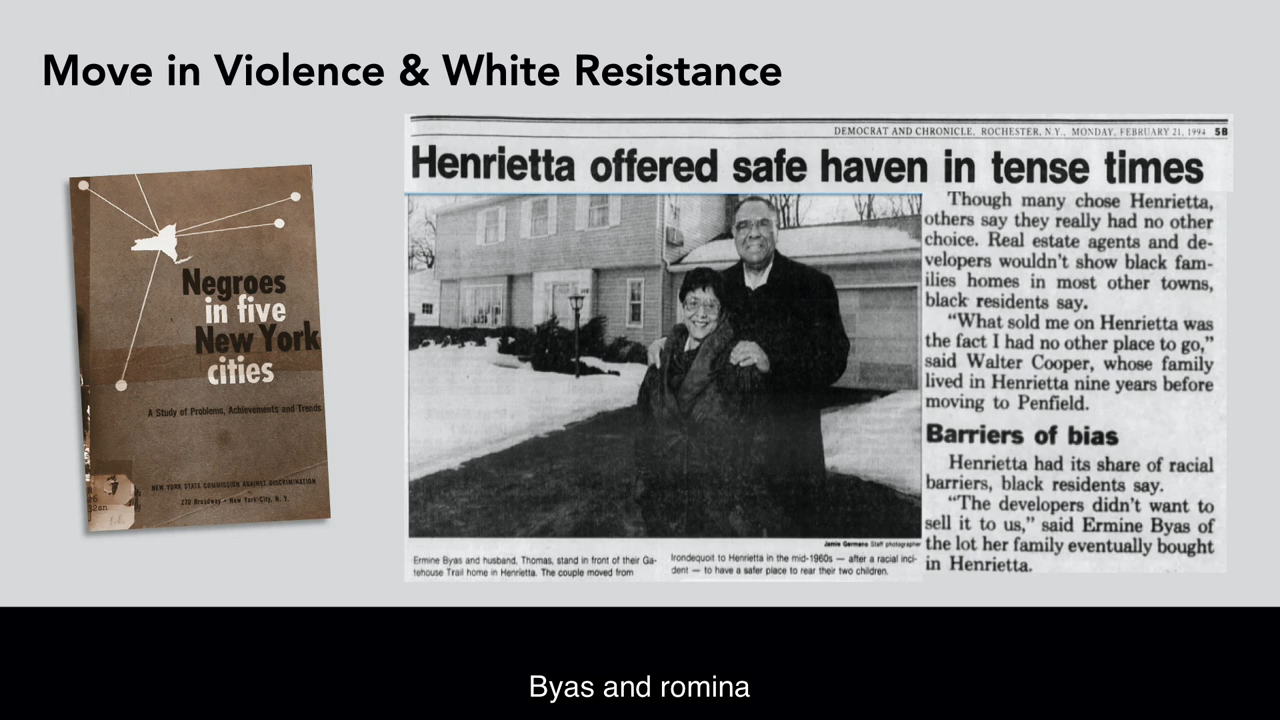 Move in Violence & White Resistance
Negroes
in five
New York
cities
A Study of Problems, Achievements and Trends
NEW YORK STATE COMMISSION AGAINST DISCRIMINATION
270 Broadway - New York City, N. Y.
DEMOCRAT AND CHRONICLE, ROCHESTER, N.Y., MONDAY, FEBRUARY 21, 1994 5B
Henrietta offered safe haven in tense times
Jamie Germano Staff photographer
Ermine Byas and husband, Thomas, stand in front of their Ga-
tehouse Trail home in Henrietta. The couple moved from
Irondequoit to Henrietta in the mid-1960s — after a racial inci-
dent — to have a safer place to rear their two children.
Though many chose Henrietta,
others say they really had no other
choice. Real estate agents and de-
velopers wouldn't show black fam-
ilies homes in most other towns,
black residents say.
"What sold me on Henrietta was
the fact I had no other place to go,"
said Walter Cooper, whose family
lived in Henrietta nine years before
moving to Penfield.
Barriers of bias
Henrietta had its share of racial
barriers, black residents say.
"The developers didn't want to
sell it to us," said Ermine Byas of
the lot her family eventually bought
in Henrietta.
Byas and romina